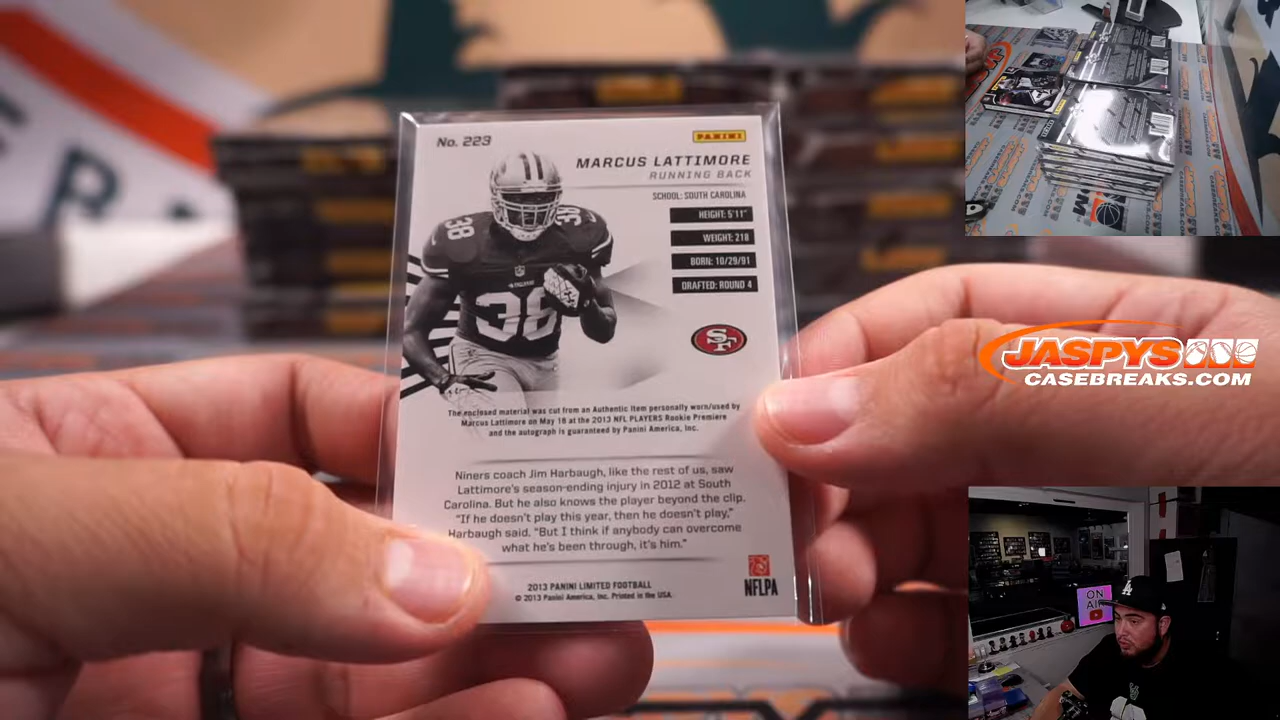 No. 223
PANINI
MARCUS LATTIMORE
RUNNING BACK
SCHOOL: SOUTH CAROLINA
HEIGHT: 5'11"
WEIGHT: 218
BORN: 10/29/91
DRAFTED: ROUND 4
38
38
38
SF
The enclosed material was cut from an Authentic Item personally worn/used by
Marcus Lattimore on May 18 at the 2013 NFL PLAYERS Rookie Premiere
and the autograph is guaranteed by Panini America, Inc.
Niners coach Jim Harbaugh, like the rest of us, saw
Lattimore's season-ending injury in 2012 at South
Carolina. But he also knows the player beyond the clip.
"If he doesn't play this year, then he doesn't play,"
Harbaugh said. "But I think if anybody can overcome
what he's been through, it's him."
2013 PANINI LIMITED FOOTBALL
© 2013 Panini America, Inc. Printed in the USA.
NFLPA
JASPYS
CASEBREAKS.COM
ON
AIR
LA